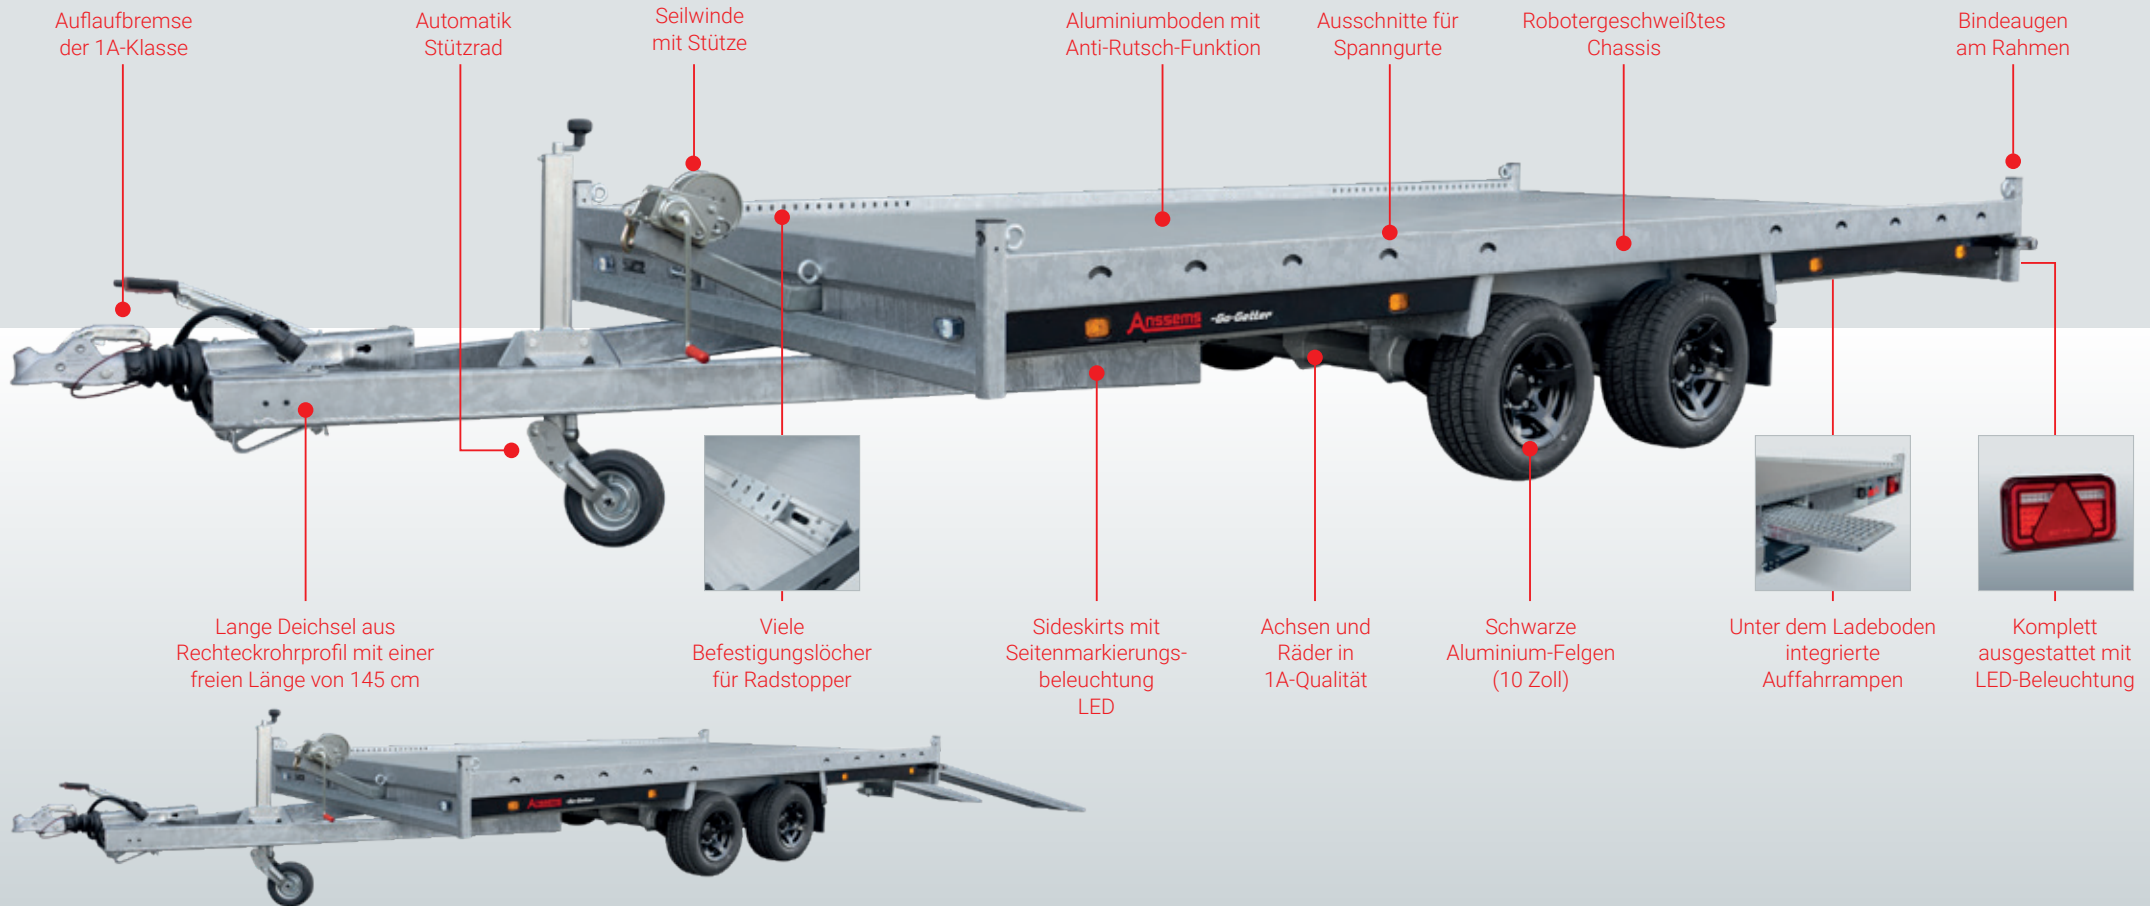 Auflaufbremse
der 1A-Klasse
Automatik
Stützrad
Seilwinde
mit Stütze
Aluminiumboden mit
Anti-Rutsch-Funktion
Ausschnitte für
Spanngurte
Robotergeschweißtes
Chassis
Bindeaugen
am Rahmen
Anssems -Go-Getter
Lange Deichsel aus
Rechteckrohrprofil mit einer
freien Länge von 145 cm
Viele
Befestigungslöcher
für Radstopper
Sideskirts mit
Seitenmarkierungs-
beleuchtung
LED
Achsen und
Räder in
1A-Qualität
Schwarze
Aluminium-Felgen
(10 Zoll)
Unter dem Ladeboden
integrierte
Auffahrrampen
Komplett
ausgestattet mit
LED-Beleuchtung
Anssems -Go-Getter